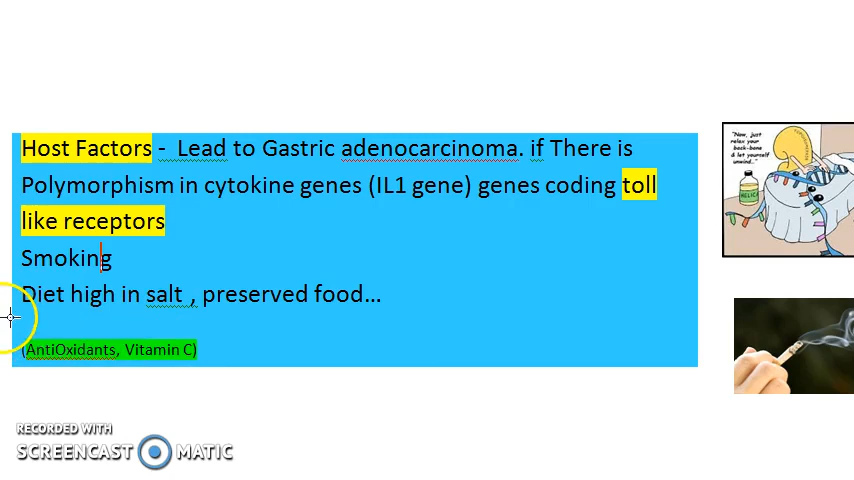 Host Factors - Lead to Gastric adenocarcinoma. if There is
Polymorphism in cytokine genes (IL1 gene) genes coding toll
like receptors
Smoking
Diet high in salt , preserved food...
(AntiOxidants, Vitamin C)
"Now, just
relax your
back-bone
& let yourself
unwind..."
RECORDED WITH
SCREENCAST MATIC